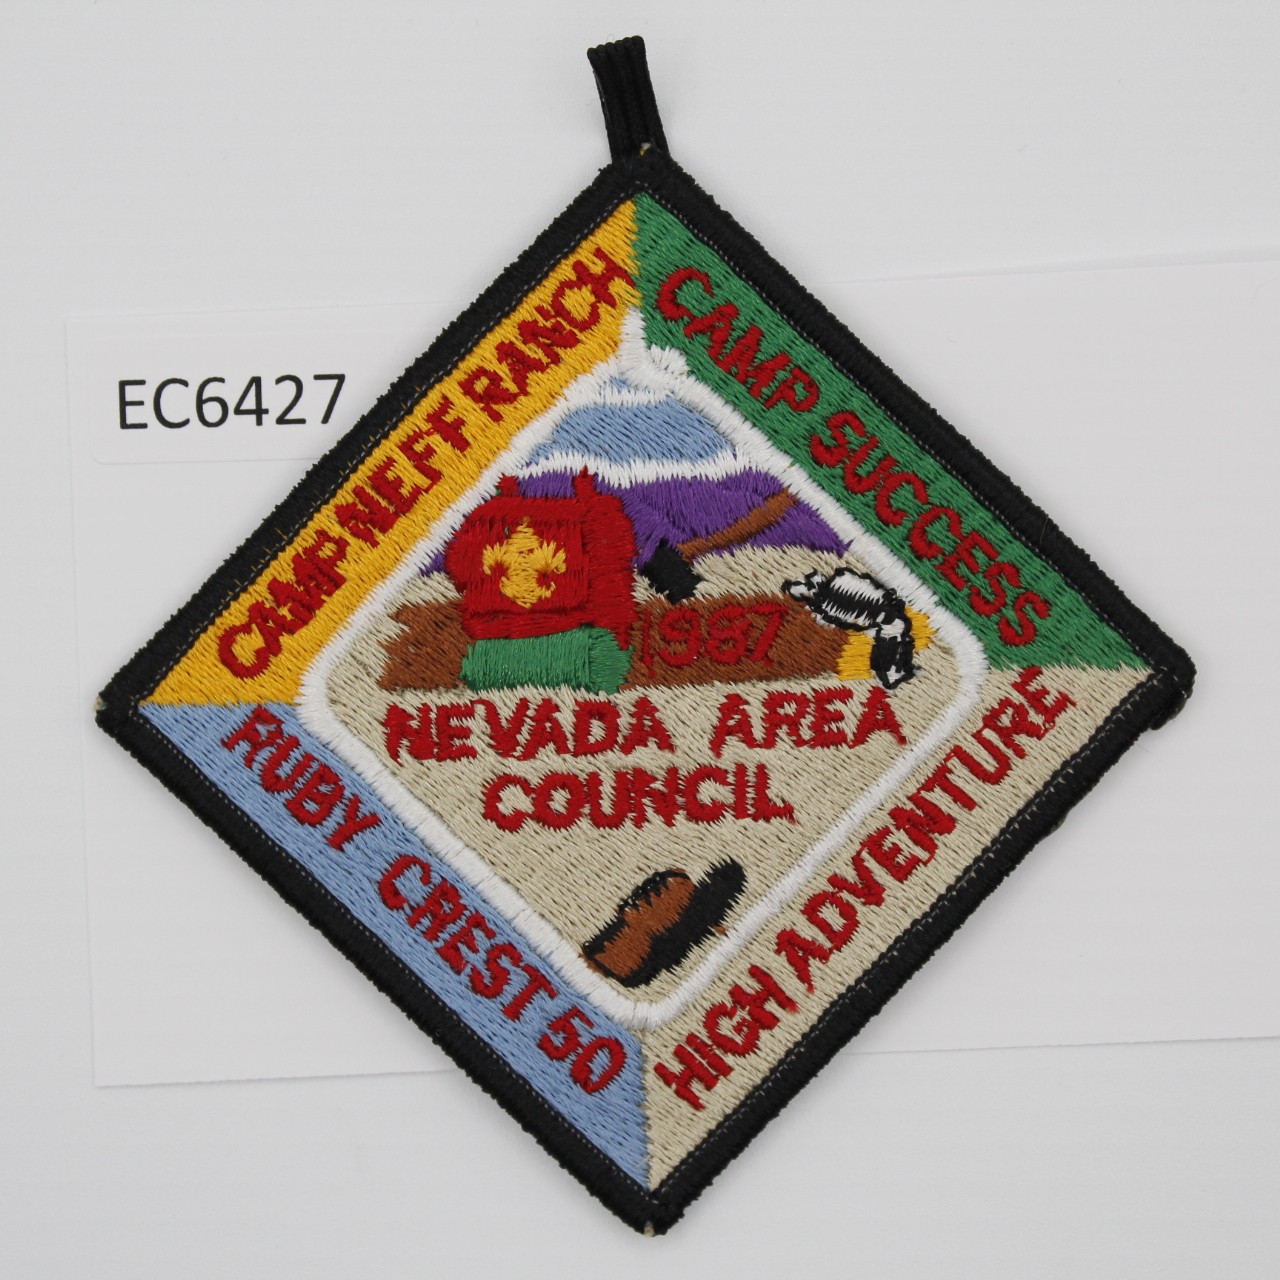 EC6427
CAMP NEFF RANCH
CAMP SUCCESS
1987
NEVADA AREA
COUNCIL
RUBY CREST 50
HIGH ADVENTURE